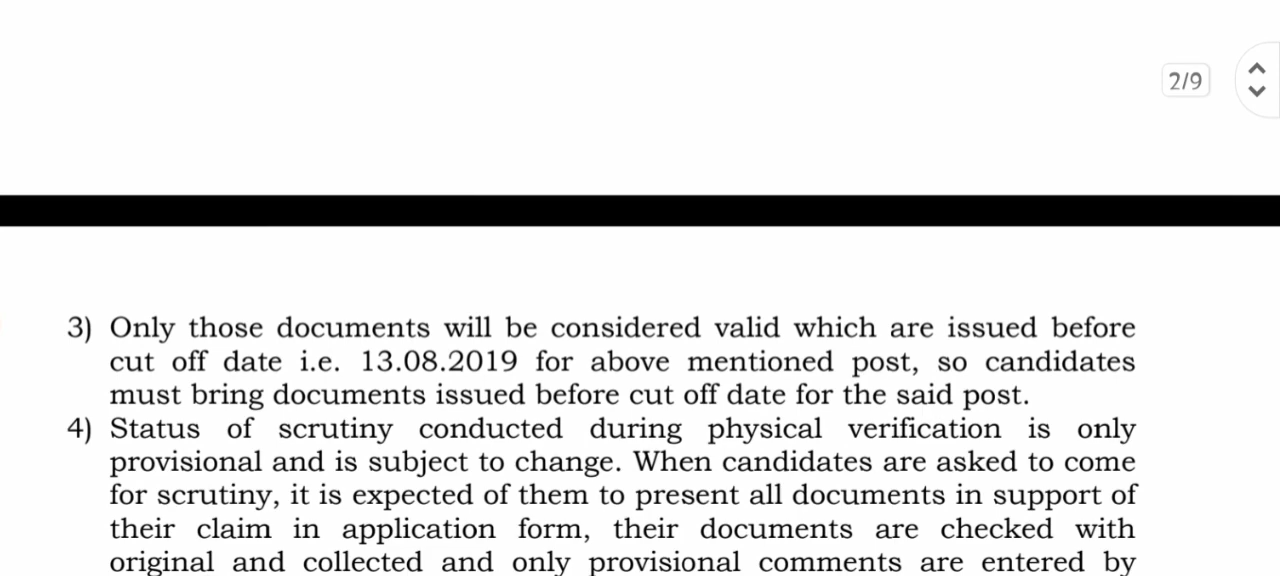 2/9
3) Only those documents will be considered valid which are issued before
cut off date i.e. 13.08.2019 for above mentioned post, so candidates
must bring documents issued before cut off date for the said post.
4) Status of scrutiny conducted during physical verification is only
provisional and is subject to change. When candidates are asked to come
for scrutiny, it is expected of them to present all documents in support of
their claim in application form, their documents are checked with
original and collected and only provisional comments are entered by